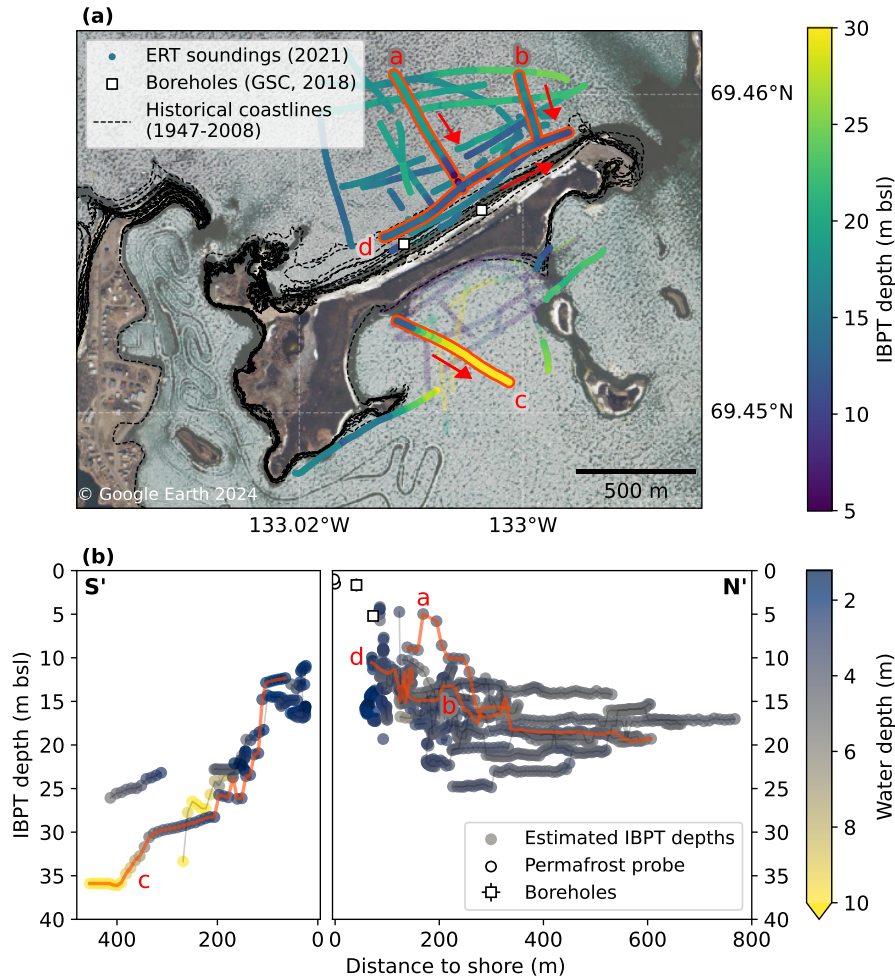 (a)
ERT soundings (2021)
Boreholes (GSC, 2018)
Historical coastlines
(1947-2008)
a
b
d
c
69.46°N
69.45°N
500 m
© Google Earth 2024
133.02°W
133°W
30
25
20
15
10
5
IBPT depth (m bsl)
(b)
S'
N'
IBPT depth (m bsl)
0
5
10
15
20
25
30
35
40
400
200
0
c
a
d
b
Estimated IBPT depths
Permafrost probe
Boreholes
0
5
10
15
20
25
30
35
40
0
200
400
600
800
Distance to shore (m)
2
4
6
8
10
Water depth (m)